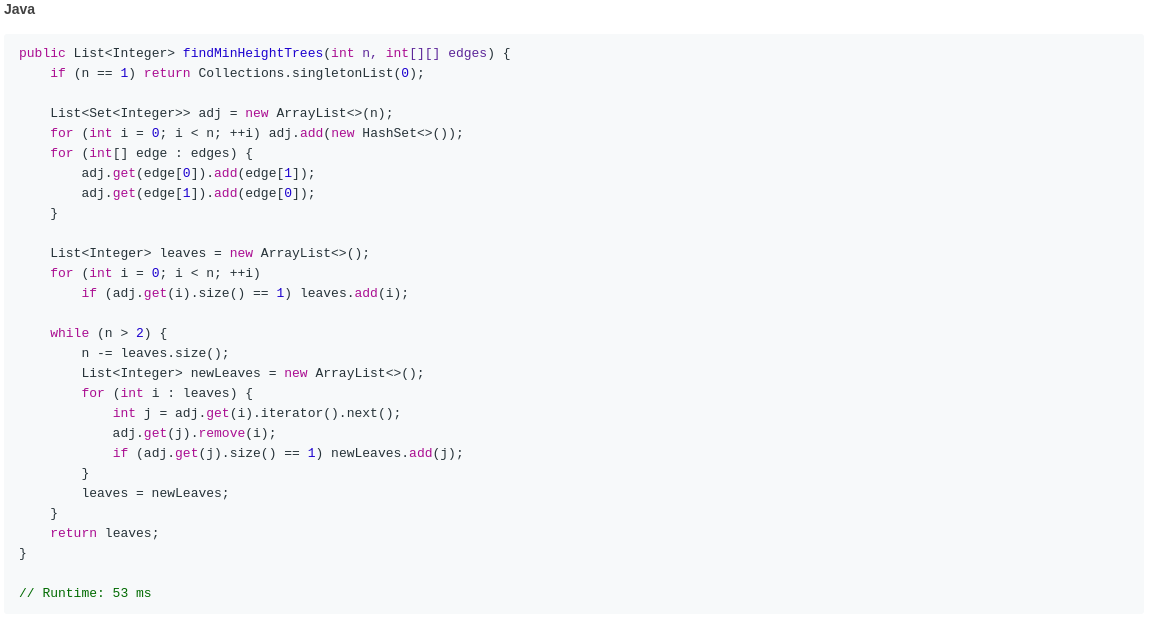 Java
public List<Integer> findMinHeightTrees(int n, int[][] edges) {
    if (n == 1) return Collections.singletonList(0);

    List<Set<Integer>> adj = new ArrayList<>(n);
    for (int i = 0; i < n; ++i) adj.add(new HashSet<>());
    for (int[] edge : edges) {
        adj.get(edge[0]).add(edge[1]);
        adj.get(edge[1]).add(edge[0]);
    }

    List<Integer> leaves = new ArrayList<>();
    for (int i = 0; i < n; ++i)
        if (adj.get(i).size() == 1) leaves.add(i);

    while (n > 2) {
        n -= leaves.size();
        List<Integer> newLeaves = new ArrayList<>();
        for (int i : leaves) {
            int j = adj.get(i).iterator().next();
            adj.get(j).remove(i);
            if (adj.get(j).size() == 1) newLeaves.add(j);
        }
        leaves = newLeaves;
    }
    return leaves;
}

// Runtime: 53 ms